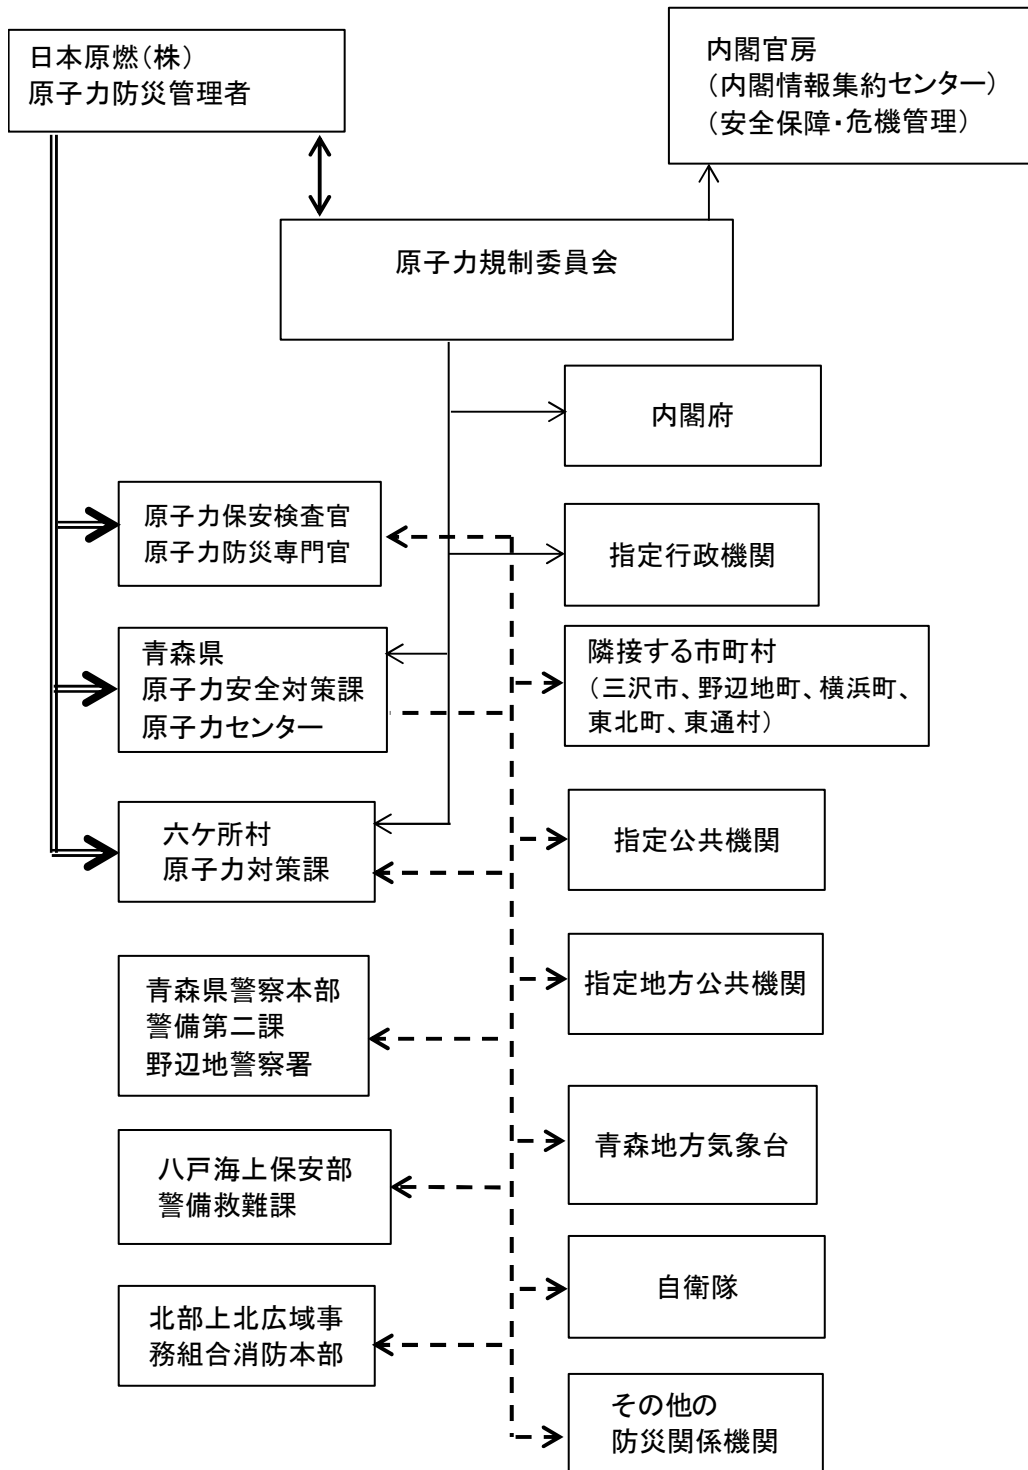 日本原燃(株)
原子力防災管理者
内閣官房
(内閣情報集約センター)
(安全保障・危機管理)
原子力規制委員会
内閣府
原子力保安検査官
原子力防災専門官
指定行政機関
青森県
原子力安全対策課
原子力センター
隣接する市町村
(三沢市、野辺地町、横浜町、
東北町、東通村)
六ケ所村
原子力対策課
指定公共機関
青森県警察本部
警備第二課
野辺地警察署
指定地方公共機関
八戸海上保安部
警備救難課
青森地方気象台
北部上北広域事
務組合消防本部
自衛隊
その他の
防災関係機関